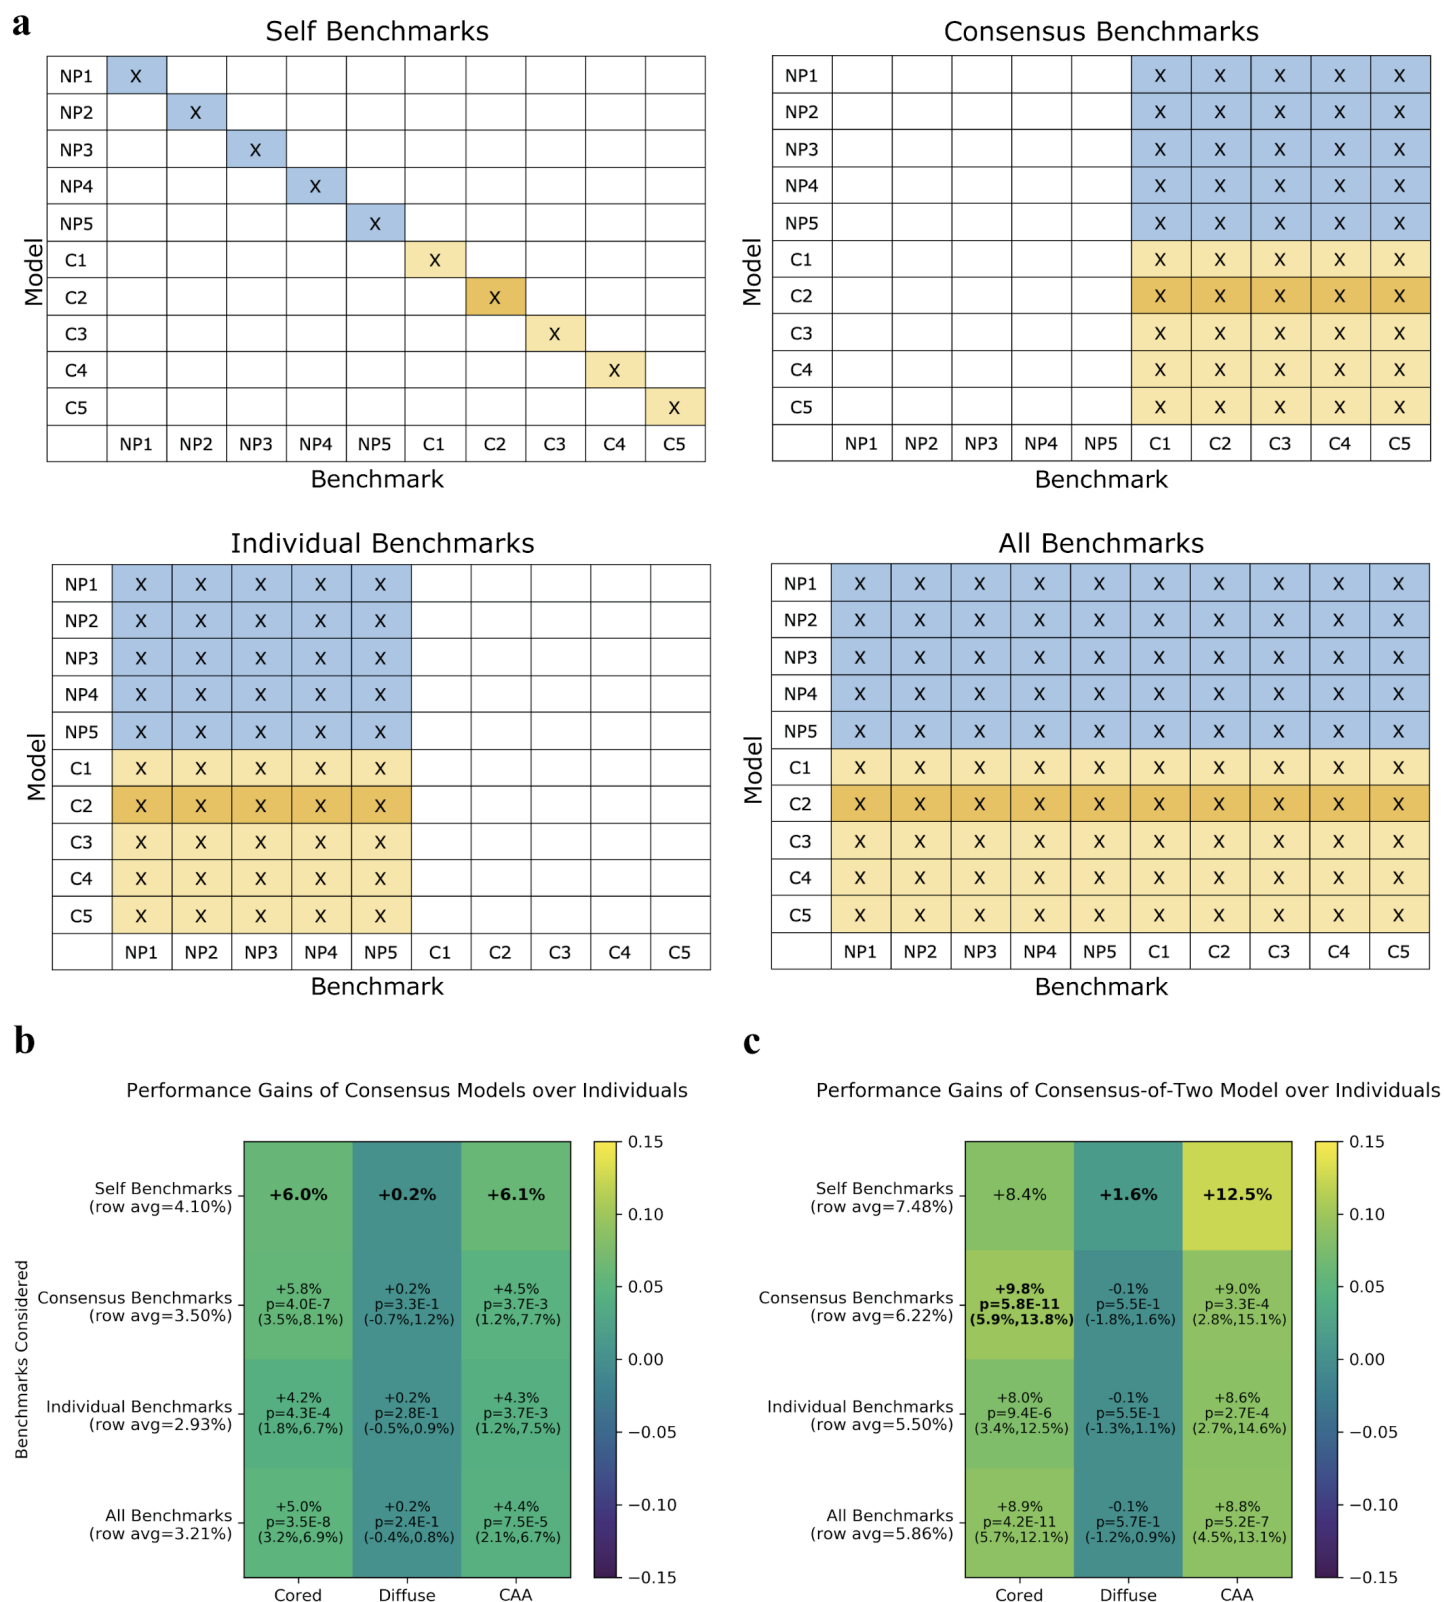 a
Self Benchmarks
NP1 X
NP2 X
NP3 X
NP4 X
NP5 X
C1 X
C2 X
C3 X
C4 X
C5 X
NP1 NP2 NP3 NP4 NP5 C1 C2 C3 C4 C5
Model
Benchmark
Consensus Benchmarks
NP1 X X X X X
NP2 X X X X X
NP3 X X X X X
NP4 X X X X X
NP5 X X X X X
C1 X X X X X
C2 X X X X X
C3 X X X X X
C4 X X X X X
C5 X X X X X
NP1 NP2 NP3 NP4 NP5 C1 C2 C3 C4 C5
Benchmark
Individual Benchmarks
NP1 X X X X X
NP2 X X X X X
NP3 X X X X X
NP4 X X X X X
NP5 X X X X X
C1 X X X X X
C2 X X X X X
C3 X X X X X
C4 X X X X X
C5 X X X X X
NP1 NP2 NP3 NP4 NP5 C1 C2 C3 C4 C5
Model
Benchmark
All Benchmarks
NP1 X X X X X X X X X X
NP2 X X X X X X X X X X
NP3 X X X X X X X X X X
NP4 X X X X X X X X X X
NP5 X X X X X X X X X X
C1 X X X X X X X X X X
C2 X X X X X X X X X X
C3 X X X X X X X X X X
C4 X X X X X X X X X X
C5 X X X X X X X X X X
NP1 NP2 NP3 NP4 NP5 C1 C2 C3 C4 C5
Model
Benchmark
b
Performance Gains of Consensus Models over Individuals
Benchmarks Considered
Self Benchmarks
(row avg=4.10%)
+6.0% +0.2% +6.1%
Consensus Benchmarks
(row avg=3.50%)
+5.8% +0.2% +4.5%
p=4.0E-7 p=3.3E-1 p=3.7E-3
(3.5%,8.1%) (-0.7%,1.2%) (1.2%,7.7%)
Individual Benchmarks
(row avg=2.93%)
+4.2% +0.2% +4.3%
p=4.3E-4 p=2.8E-1 p=3.7E-3
(1.8%,6.7%) (-0.5%,0.9%) (1.2%,7.5%)
All Benchmarks
(row avg=3.21%)
+5.0% +0.2% +4.4%
p=3.5E-8 p=2.4E-1 p=7.5E-5
(3.2%,6.9%) (-0.4%,0.8%) (2.1%,6.7%)
Cored Diffuse CAA
0.15
0.10
0.05
0.00
−0.05
−0.10
−0.15
c
Performance Gains of Consensus-of-Two Model over Individuals
Self Benchmarks
(row avg=7.48%)
+8.4% +1.6% +12.5%
Consensus Benchmarks
(row avg=6.22%)
+9.8% -0.1% +9.0%
p=5.8E-11 p=5.5E-1 p=3.3E-4
(5.9%,13.8%) (-1.8%,1.6%) (2.8%,15.1%)
Individual Benchmarks
(row avg=5.50%)
+8.0% -0.1% +8.6%
p=9.4E-6 p=5.5E-1 p=2.7E-4
(3.4%,12.5%) (-1.3%,1.1%) (2.7%,14.6%)
All Benchmarks
(row avg=5.86%)
+8.9% -0.1% +8.8%
p=4.2E-11 p=5.7E-1 p=5.2E-7
(5.7%,12.1%) (-1.2%,0.9%) (4.5%,13.1%)
Cored Diffuse CAA
0.15
0.10
0.05
0.00
−0.05
−0.10
−0.15